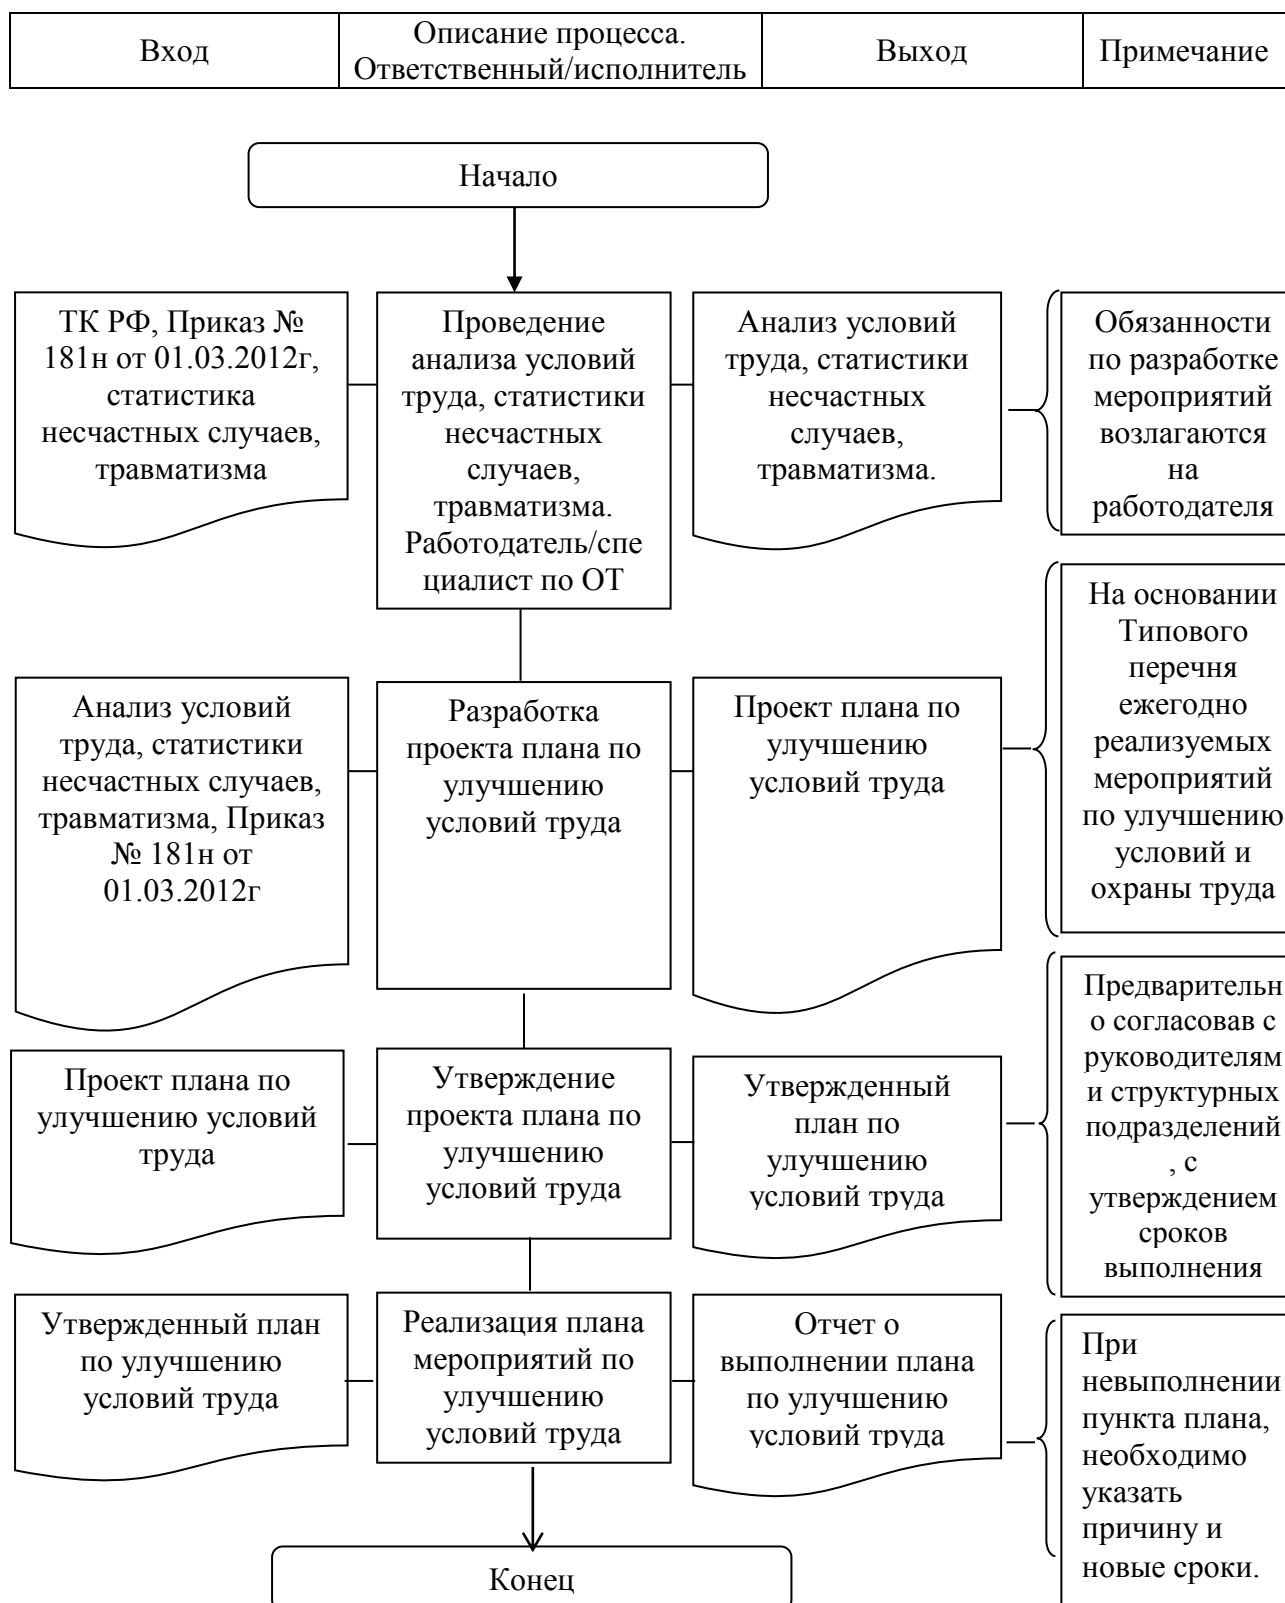 Вход
Описание процесса.
Ответственный/исполнитель
Выход
Примечание
Начало
ТК РФ, Приказ №
181н от 01.03.2012г,
статистика
несчастных случаев,
травматизма
Проведение
анализа условий
труда, статистики
несчастных
случаев,
травматизма.
Работодатель/спе
циалист по ОТ
Анализ условий
труда, статистики
несчастных
случаев,
травматизма.
Обязанности
по разработке
мероприятий
возлагаются
на
работодателя
Анализ условий
труда, статистики
несчастных случаев,
травматизма, Приказ
№ 181н от
01.03.2012г
Разработка
проекта плана по
улучшению
условий труда
Проект плана по
улучшению
условий труда
На основании
Типового
перечня
ежегодно
реализуемых
мероприятий
по улучшению
условий и
охраны труда
Проект плана по
улучшению условий
труда
Утверждение
проекта плана по
улучшению
условий труда
Утвержденный
план по
улучшению
условий труда
Предварительн
о согласовав с
руководителям
и структурных
подразделений
, с
утверждением
сроков
выполнения
Утвержденный план
по улучшению
условий труда
Реализация плана
мероприятий по
улучшению
условий труда
Отчет о
выполнении плана
по улучшению
условий труда
При
невыполнении
пункта плана,
необходимо
указать
причину и
новые сроки.
Конец